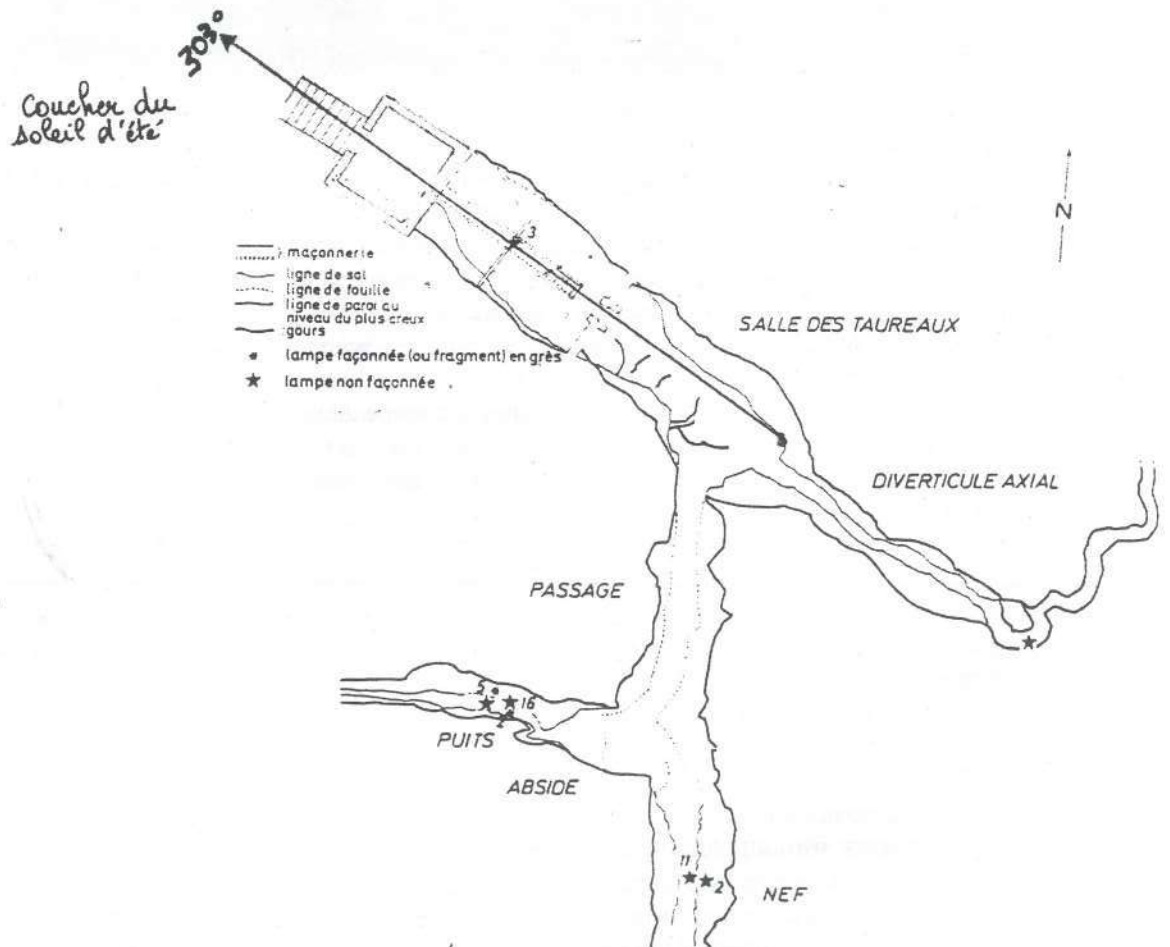 303°
Coucher du
soleil d'été
N
3
maçonnerie
ligne de sol
ligne de fouille
ligne de paroi au
niveau du plus creux
gours
lampe façonnée (ou fragment) en grès
lampe non façonnée
SALLE DES TAUREAUX
DIVERTICULE AXIAL
PASSAGE
5
16
2
PUITS
ABSIDE
11
2
NEF